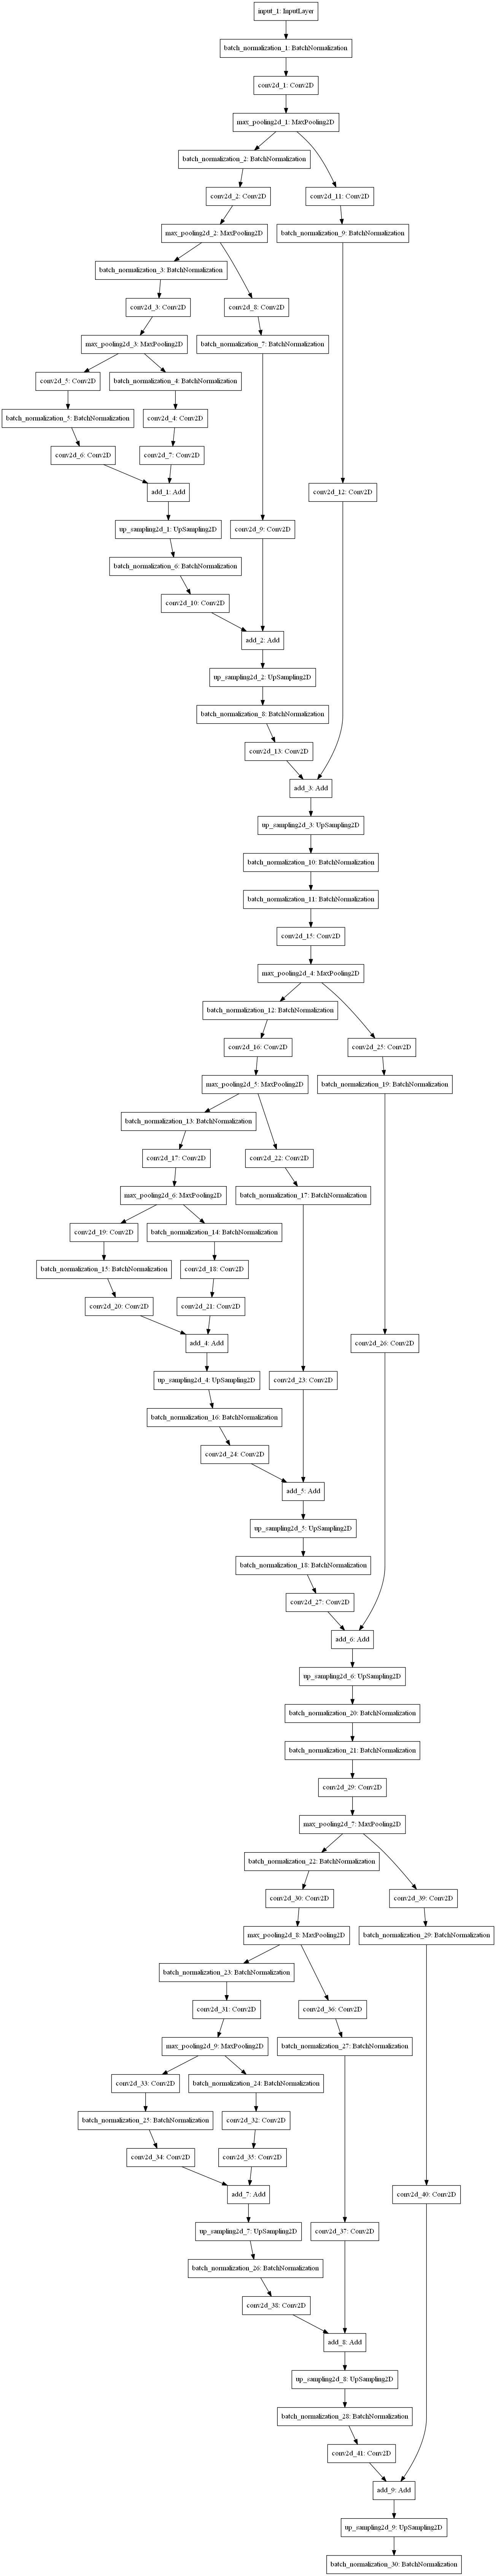 input_1: InputLayer
batch_normalization_1: BatchNormalization
conv2d_1: Conv2D
max_pooling2d_1: MaxPooling2D
batch_normalization_2: BatchNormalization
conv2d_2: Conv2D
conv2d_11: Conv2D
max_pooling2d_2: MaxPooling2D
batch_normalization_9: BatchNormalization
batch_normalization_3: BatchNormalization
conv2d_3: Conv2D
conv2d_8: Conv2D
max_pooling2d_3: MaxPooling2D
batch_normalization_7: BatchNormalization
conv2d_5: Conv2D
batch_normalization_4: BatchNormalization
batch_normalization_5: BatchNormalization
conv2d_4: Conv2D
conv2d_6: Conv2D
conv2d_7: Conv2D
add_1: Add
conv2d_12: Conv2D
up_sampling2d_1: UpSampling2D
conv2d_9: Conv2D
batch_normalization_6: BatchNormalization
conv2d_10: Conv2D
add_2: Add
up_sampling2d_2: UpSampling2D
batch_normalization_8: BatchNormalization
conv2d_13: Conv2D
add_3: Add
up_sampling2d_3: UpSampling2D
batch_normalization_10: BatchNormalization
batch_normalization_11: BatchNormalization
conv2d_15: Conv2D
max_pooling2d_4: MaxPooling2D
batch_normalization_12: BatchNormalization
conv2d_16: Conv2D
conv2d_25: Conv2D
max_pooling2d_5: MaxPooling2D
batch_normalization_19: BatchNormalization
batch_normalization_13: BatchNormalization
conv2d_17: Conv2D
conv2d_22: Conv2D
max_pooling2d_6: MaxPooling2D
batch_normalization_17: BatchNormalization
conv2d_19: Conv2D
batch_normalization_14: BatchNormalization
batch_normalization_15: BatchNormalization
conv2d_18: Conv2D
conv2d_20: Conv2D
conv2d_21: Conv2D
add_4: Add
conv2d_26: Conv2D
up_sampling2d_4: UpSampling2D
conv2d_23: Conv2D
batch_normalization_16: BatchNormalization
conv2d_24: Conv2D
add_5: Add
up_sampling2d_5: UpSampling2D
batch_normalization_18: BatchNormalization
conv2d_27: Conv2D
add_6: Add
up_sampling2d_6: UpSampling2D
batch_normalization_20: BatchNormalization
batch_normalization_21: BatchNormalization
conv2d_29: Conv2D
max_pooling2d_7: MaxPooling2D
batch_normalization_22: BatchNormalization
conv2d_30: Conv2D
conv2d_39: Conv2D
max_pooling2d_8: MaxPooling2D
batch_normalization_29: BatchNormalization
batch_normalization_23: BatchNormalization
conv2d_31: Conv2D
conv2d_36: Conv2D
max_pooling2d_9: MaxPooling2D
batch_normalization_27: BatchNormalization
conv2d_33: Conv2D
batch_normalization_24: BatchNormalization
batch_normalization_25: BatchNormalization
conv2d_32: Conv2D
conv2d_34: Conv2D
conv2d_35: Conv2D
add_7: Add
conv2d_40: Conv2D
up_sampling2d_7: UpSampling2D
conv2d_37: Conv2D
batch_normalization_26: BatchNormalization
conv2d_38: Conv2D
add_8: Add
up_sampling2d_8: UpSampling2D
batch_normalization_28: BatchNormalization
conv2d_41: Conv2D
add_9: Add
up_sampling2d_9: UpSampling2D
batch_normalization_30: BatchNormalization